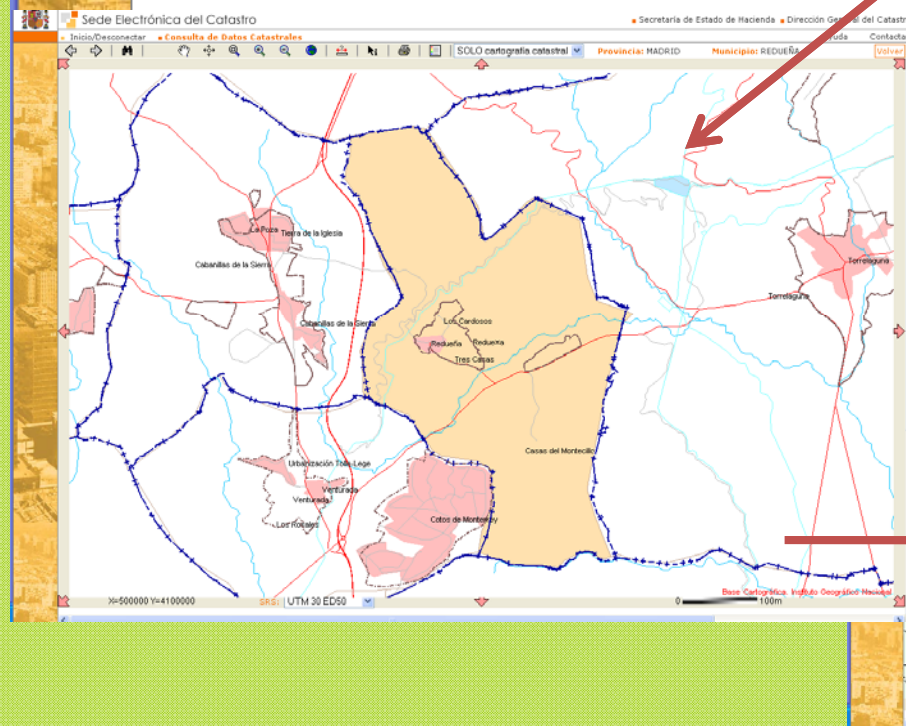 Sede Electrónica del Catastro
Secretaría de Estado de Hacienda Dirección General del Catastr
Inicio/Desconectar Consulta de Datos Catastrales
Contacta
SOLO cartografía catastral Provincia: MADRID Municipio: REDUEÑA
Volver
La Poza
Tierra de la Iglesia
Torrelaguna
Cabanillas de la Sierra
Torrelaguna
Los Cardosos
Cabanillas de la Sierra
Redueña Redueña
Tres Casas
Casas del Montecillo
Urbanización Totis Lege
Venturada
Venturada
Los Rosales
Cotos de Monterrey
Base Cartográfica. Instituto Geográfico Nacional
X=500000 Y=4100000 SRS: UTM 30 ED50 0 100m